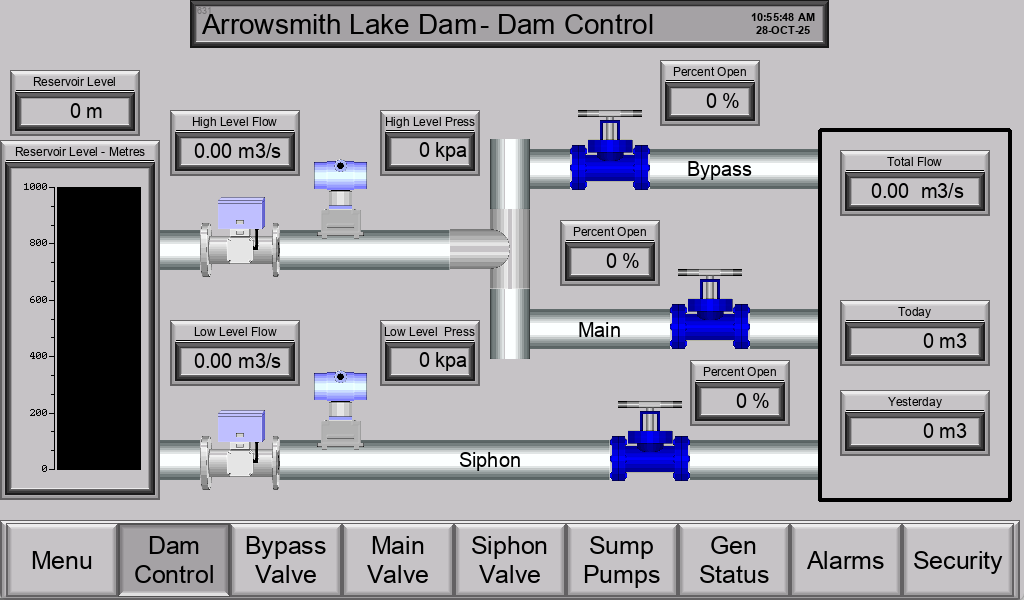 Arrowsmith Lake Dam - Dam Control
10:55:48 AM
28-OCT-25
Reservoir Level
0 m
Reservoir Level - Metres
1000
800
600
400
200
0
High Level Flow
0.00 m3/s
High Level Press
0 kpa
Percent Open
0 %
Bypass
Percent Open
0 %
Main
Low Level Flow
0.00 m3/s
Low Level Press
0 kpa
Percent Open
0 %
Siphon
Total Flow
0.00 m3/s
Today
0 m3
Yesterday
0 m3
Menu
Dam
Control
Bypass
Valve
Main
Valve
Siphon
Valve
Sump
Pumps
Gen
Status
Alarms
Security